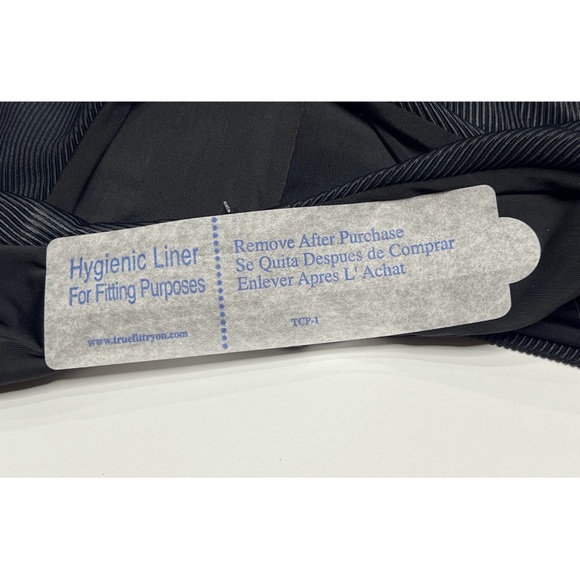 Hygienic Liner
For Fitting Purposes
www.truefittryon.com
Remove After Purchase
Se Quita Despues de Comprar
Enlever Apres L' Achat
TCP-1